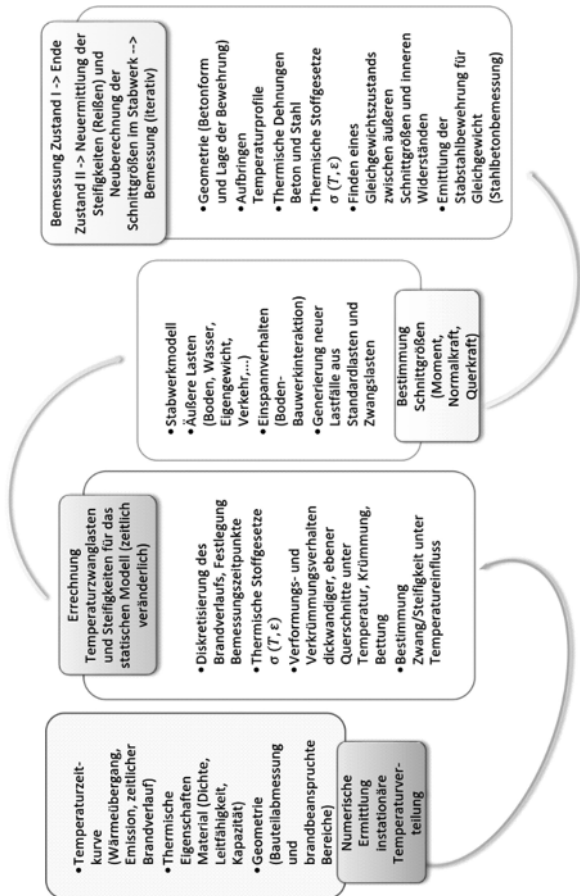 • Temperaturzeit-
kurve
(Wärmeübergang,
Emission, zeitlicher
Brandverlauf)
• Thermische
Eigenschaften
Material (Dichte,
Leitfähigkeit,
Kapazität)
• Geometrie
(Bauteilabmessung
und
brandbeanspruchte
Bereiche)
Numerische
Ermittlung
instationäre
Temperaturver-
teilung
Errechnung
Temperaturzwanglasten
und Steifigkeiten für das
statischen Modell (zeitlich
veränderlich)
• Diskretisierung des
Brandverlaufs, Festlegung
Bemessungszeitpunkte
• Thermische Stoffgesetze
σ (T, ε)
• Verformungs- und
Verkrümmungsverhalten
dickwandiger, ebener
Querschnitte unter
Temperatur, Krümmung,
Bettung
• Bestimmung
Zwang/Steifigkeit unter
Temperatureinfluss
• Stabwerkmodell
• Äußere Lasten
(Boden, Wasser,
Eigengewicht,
Verkehr,...)
• Einspannverhalten
(Boden-
Bauwerkinteraktion)
• Generierung neuer
Lastfälle aus
Standardlasten und
Zwangslasten
Bestimmung
Schnittgrößen
(Moment,
Normalkraft,
Querkraft)
Bemessung Zustand I -> Ende
Zustand II -> Neuermittlung der
Steifigkeiten (Reißen) und
Neuberechnung der
Schnittgrößen im Stabwerk -->
Bemessung (iterativ)
• Geometrie (Betonform
und Lage der Bewehrung)
• Aufbringen
Temperaturprofile
• Thermische Dehnungen
Beton und Stahl
• Thermische Stoffgesetze
σ (T, ε)
• Finden eines
Gleichgewichtszustands
zwischen äußeren
Schnittgrößen und inneren
Widerständen
• Emittlung der
Stabstahlbewehrung für
Gleichgewicht
(Stahlbetonbemessung)